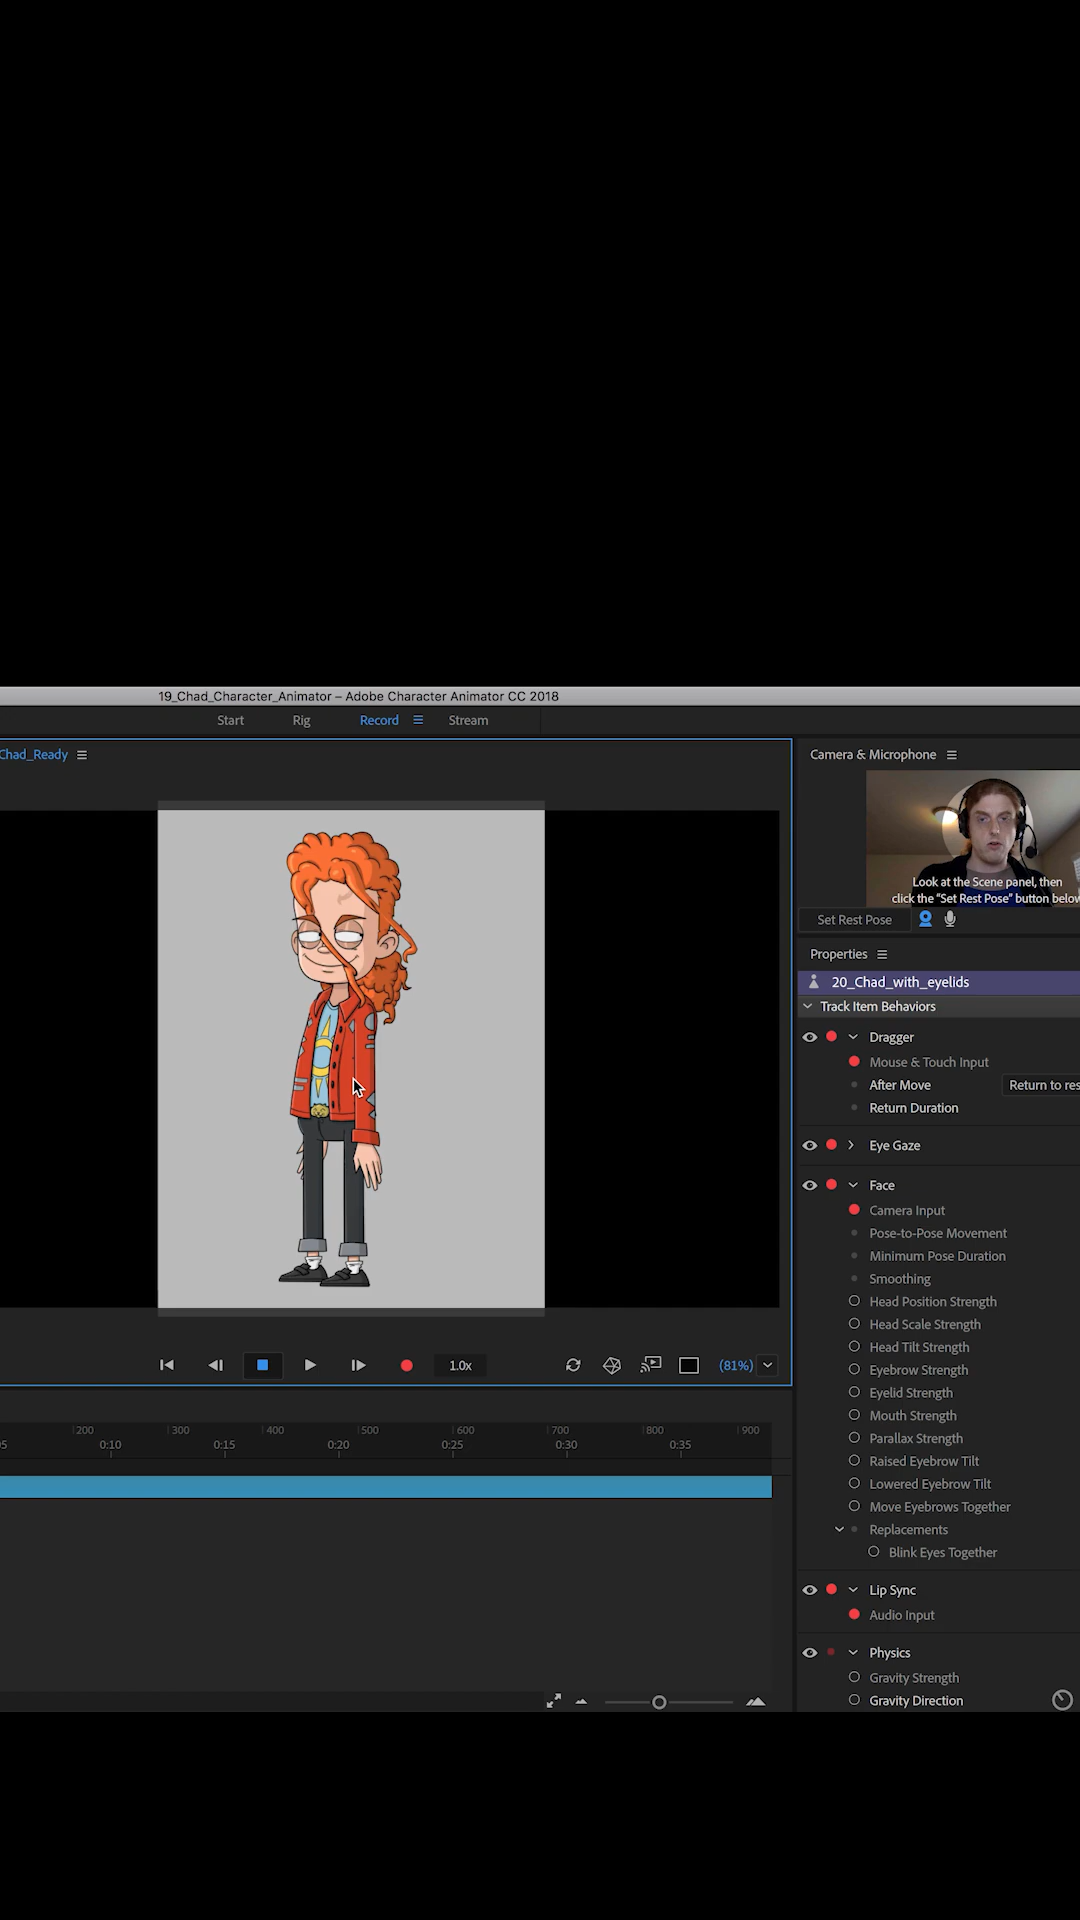 19_Chad_Character_Animator – Adobe Character Animator CC 2018
Start
Rig
Record
Stream
Chad_Ready
Camera & Microphone
Look at the Scene panel, then
click the "Set Rest Pose" button below
Set Rest Pose
Properties
20_Chad_with_eyelids
Track Item Behaviors
Dragger
Mouse & Touch Input
After Move
Return to res
Return Duration
Eye Gaze
Face
Camera Input
Pose-to-Pose Movement
Minimum Pose Duration
Smoothing
Head Position Strength
Head Scale Strength
Head Tilt Strength
Eyebrow Strength
Eyelid Strength
Mouth Strength
Parallax Strength
Raised Eyebrow Tilt
Lowered Eyebrow Tilt
Move Eyebrows Together
Replacements
Blink Eyes Together
Lip Sync
Audio Input
Physics
Gravity Strength
Gravity Direction
1.0x
(81%)
200 300 400 500 600 700 800 900
5 0:10 0:15 0:20 0:25 0:30 0:35